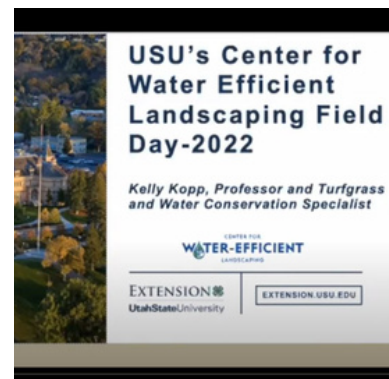 USU's Center for
Water Efficient
Landscaping Field
Day-2022
Kelly Kopp, Professor and Turfgrass
and Water Conservation Specialist
CENTER FOR
WATER-EFFICIENT
LANDSCAPING
EXTENSION
UtahStateUniversity
EXTENSION.USU.EDU